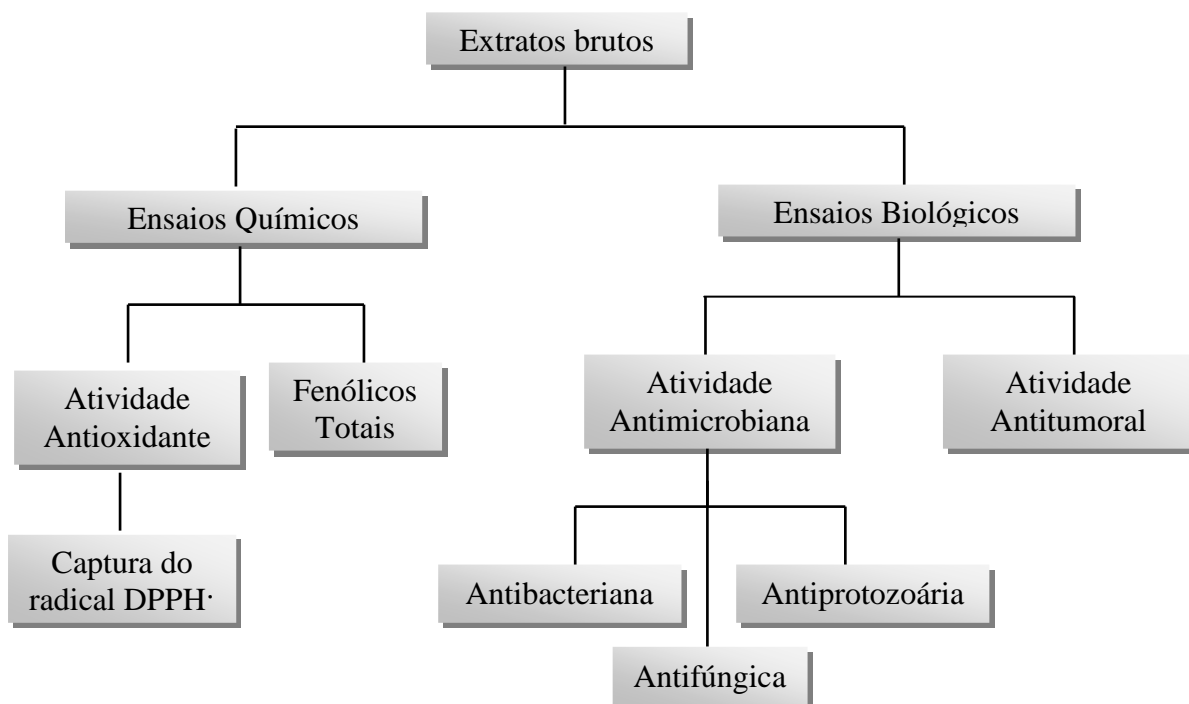 Extratos brutos
Ensaios Químicos
Ensaios Biológicos
Atividade
Antioxidante
Fenólicos
Totais
Atividade
Antimicrobiana
Atividade
Antitumoral
Captura do
radical DPPH·
Antibacteriana
Antiprotozoária
Antifúngica